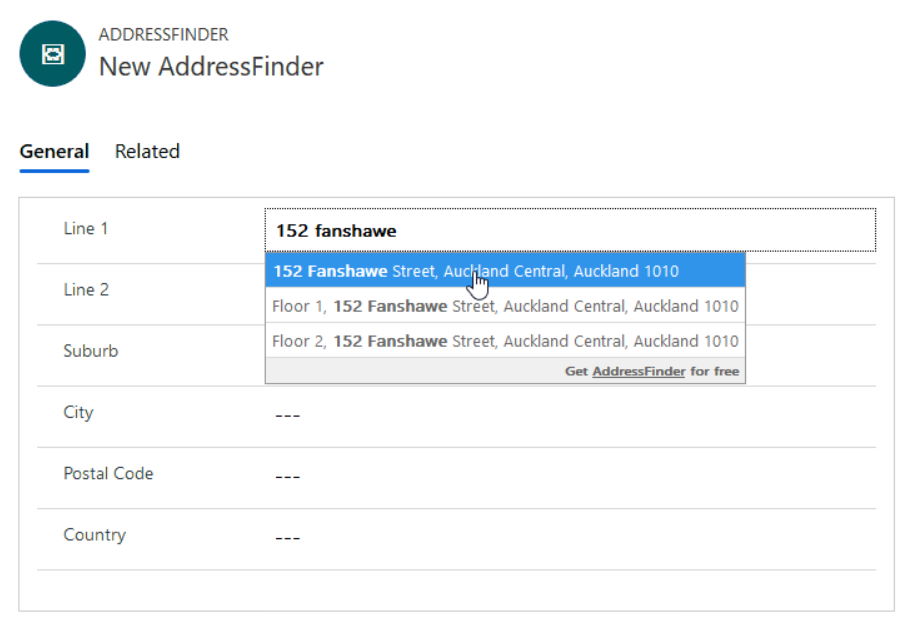 ADDRESSFINDER
New AddressFinder
General Related
Line 1 152 fanshawe
152 Fanshawe Street, Auckland Central, Auckland 1010
Line 2
Floor 1, 152 Fanshawe Street, Auckland Central, Auckland 1010
Floor 2, 152 Fanshawe Street, Auckland Central, Auckland 1010
Suburb
Get AddressFinder for free
City ---
Postal Code ---
Country ---